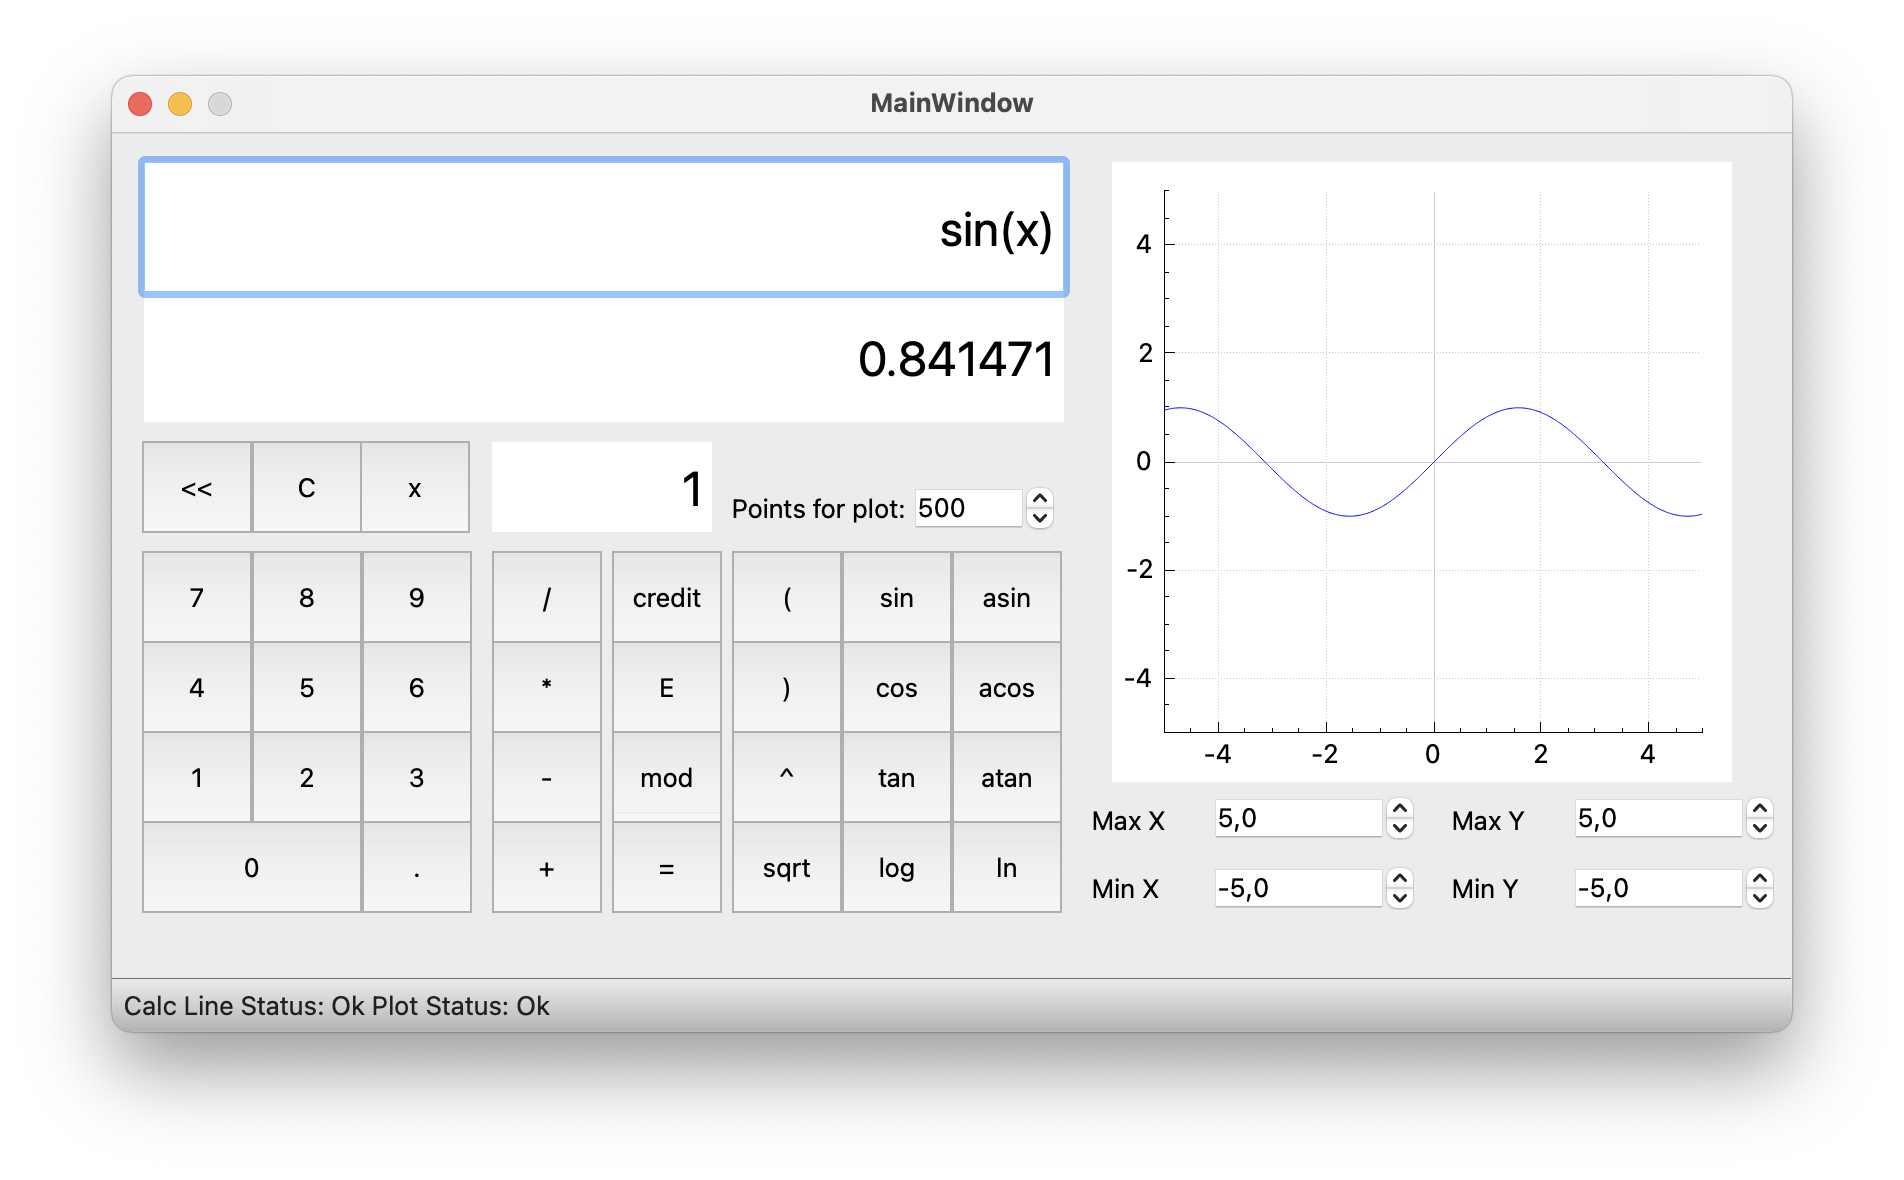 MainWindow
sin(x)
0.841471
<< C x
1
Points for plot: 500
7 8 9 / credit ( sin asin
4 5 6 * E ) cos acos
1 2 3 - mod ^ tan atan
0 . + = sqrt log ln
4
2
0
-2
-4
-4 -2 0 2 4
Max X 5,0 Max Y 5,0
Min X -5,0 Min Y -5,0
Calc Line Status: Ok Plot Status: Ok